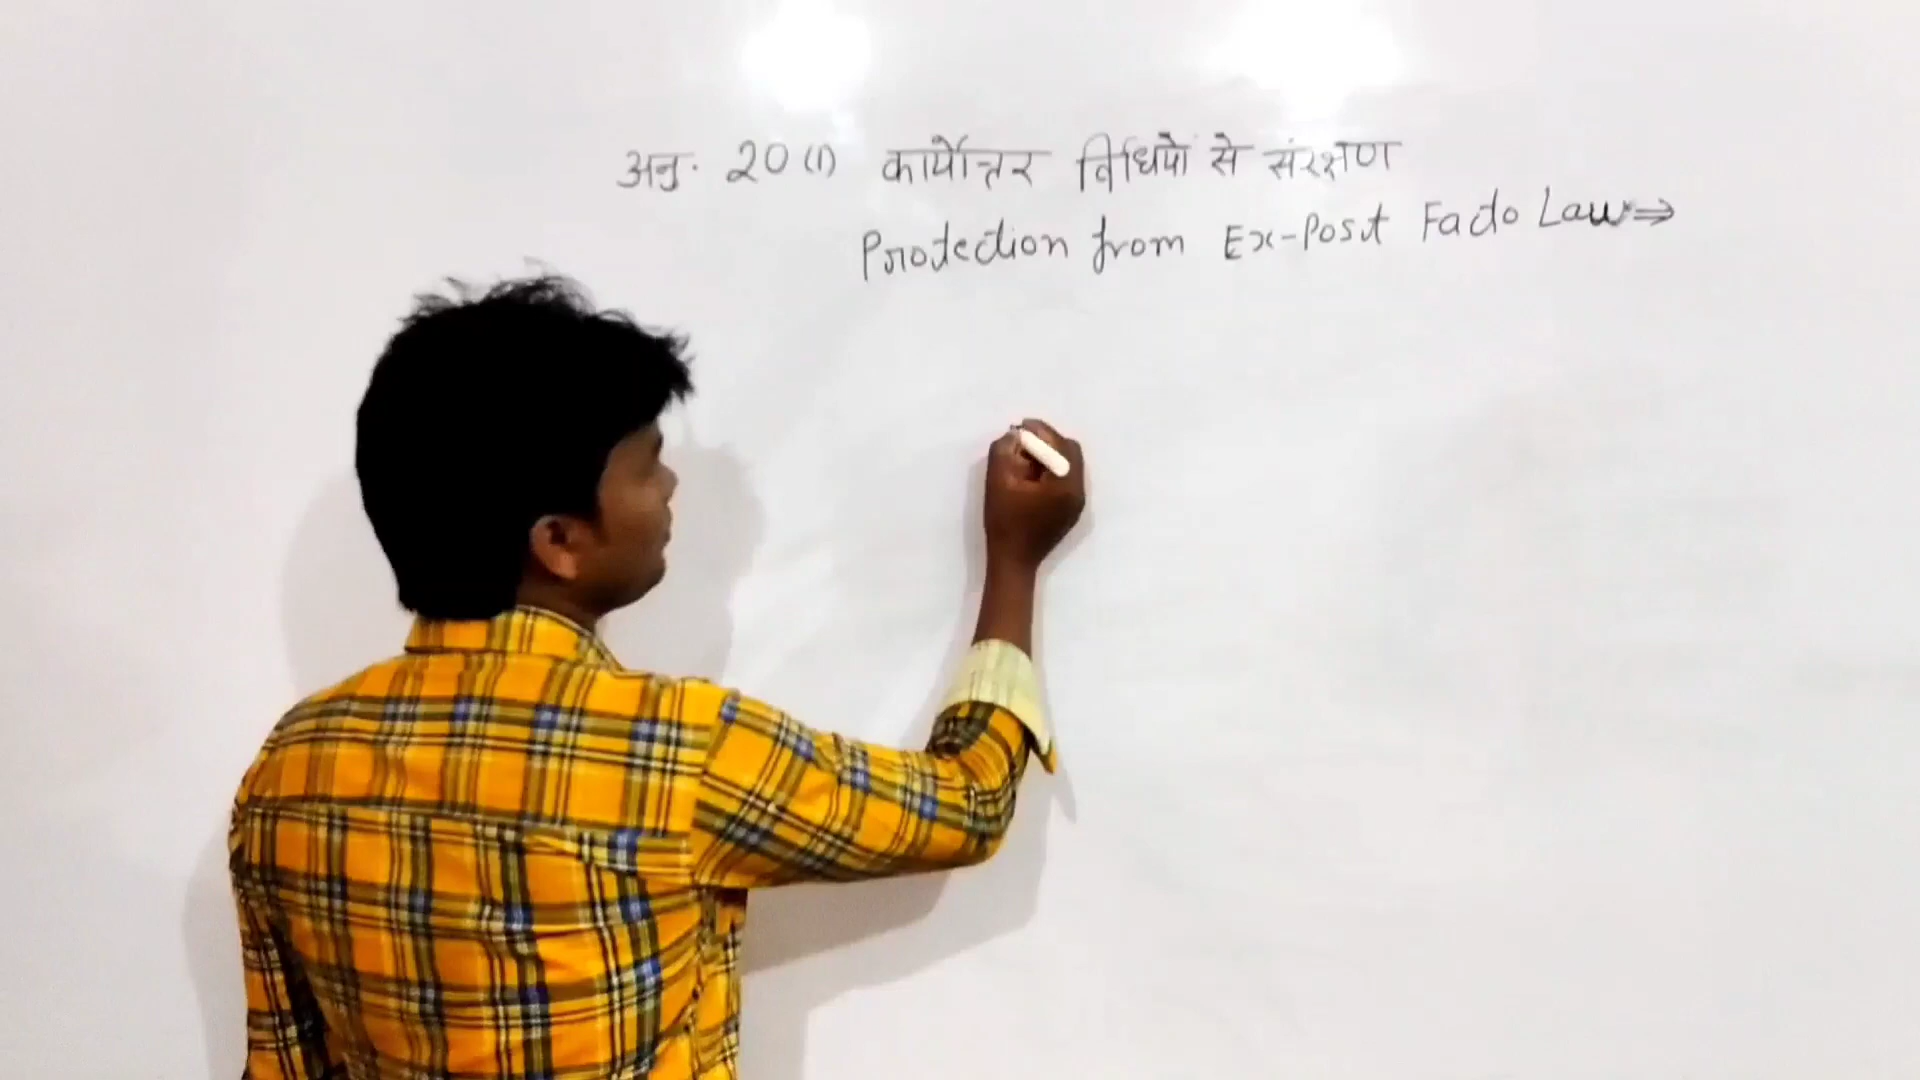 अनु. 20(1) कार्योत्तर विधियो से संरक्षण
Protection from Ex-Post Facto Law⇒